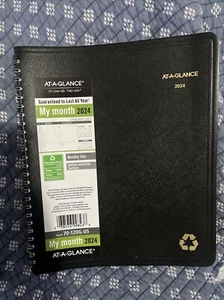 AT-A-GLANCE®
It's your day. Take note.®
Guaranteed to Last All Year®
My month 2024
AT-A-GLANCE
2024
Monthly Tabs
70-120G-05
My month 2024
AT-A-GLANCE®